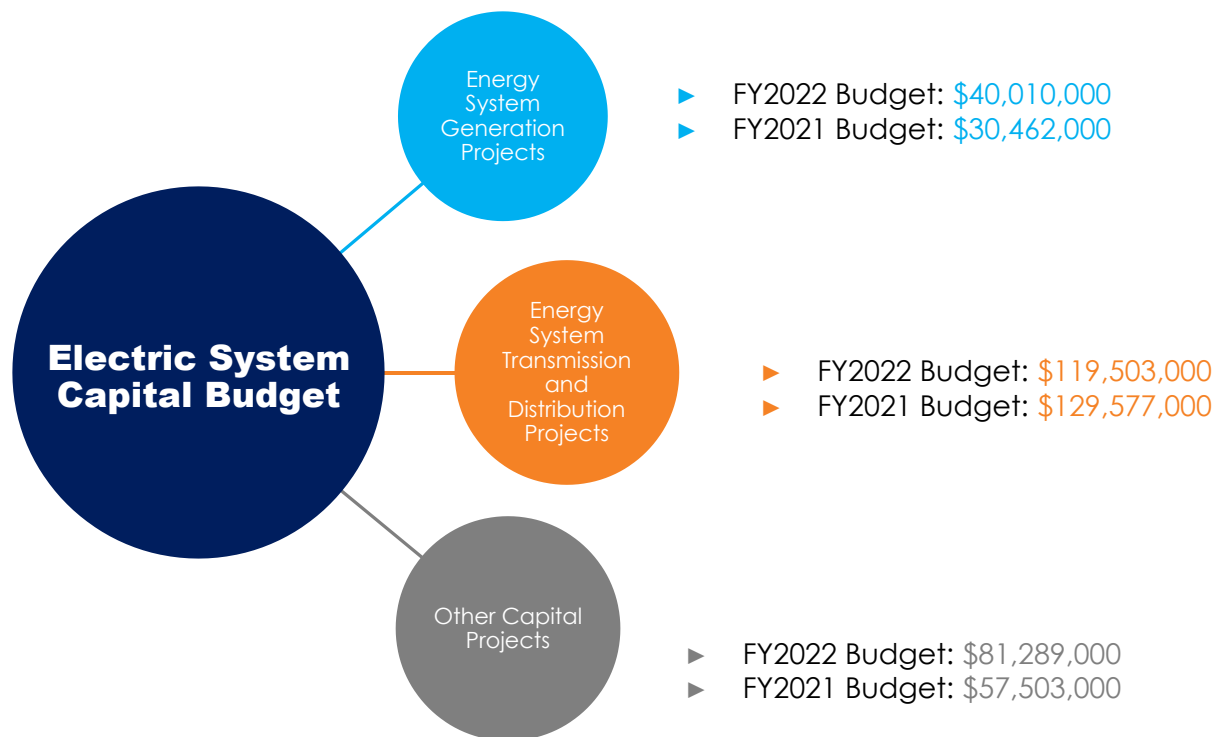 Energy
System
Generation
Projects
► FY2022 Budget: $40,010,000
► FY2021 Budget: $30,462,000
Electric System
Capital Budget
Energy
System
Transmission
and
Distribution
Projects
► FY2022 Budget: $119,503,000
► FY2021 Budget: $129,577,000
Other Capital
Projects
► FY2022 Budget: $81,289,000
► FY2021 Budget: $57,503,000